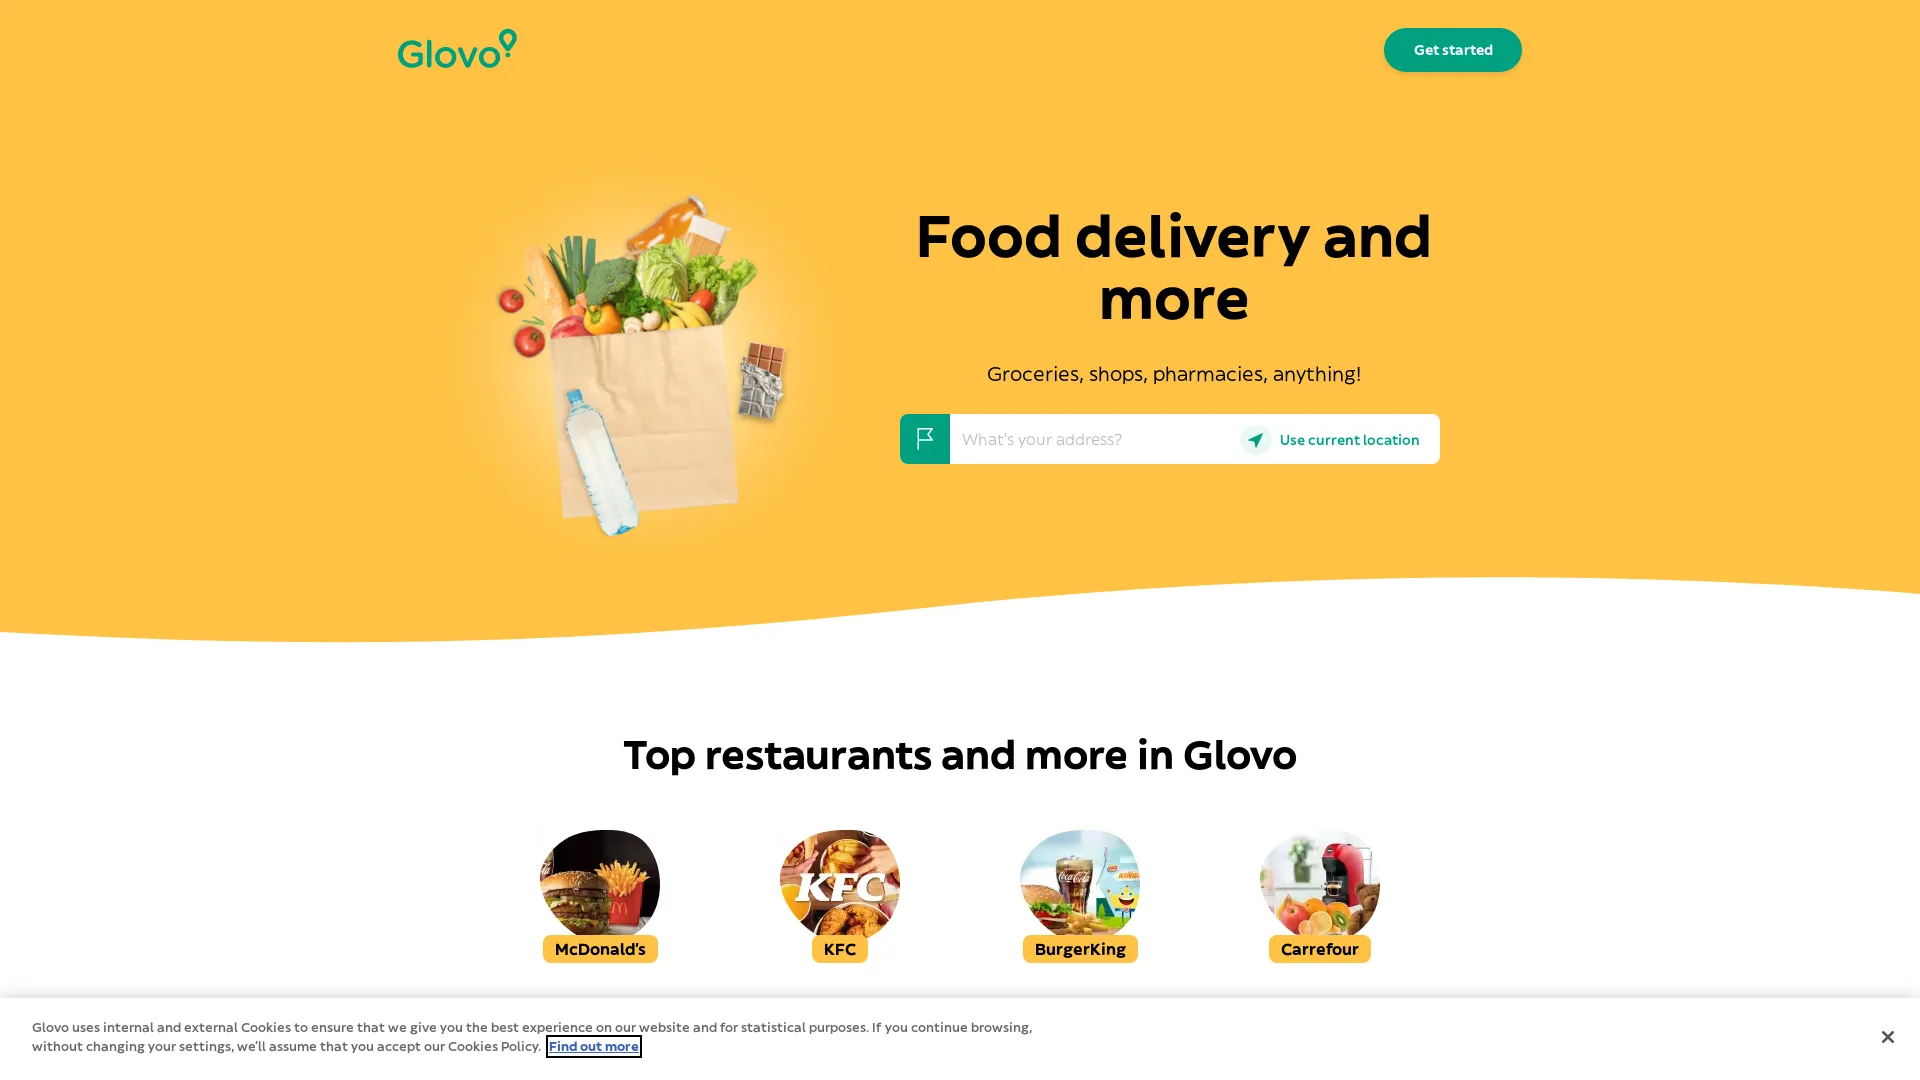 Glovo
Get started
Food delivery and
more
Groceries, shops, pharmacies, anything!
What's your address?
Use current location
Top restaurants and more in Glovo
KFC
Coca-Cola
McDonald's
KFC
BurgerKing
Carrefour
Glovo uses internal and external Cookies to ensure that we give you the best experience on our website and for statistical purposes. If you continue browsing,
without changing your settings, we'll assume that you accept our Cookies Policy. Find out more